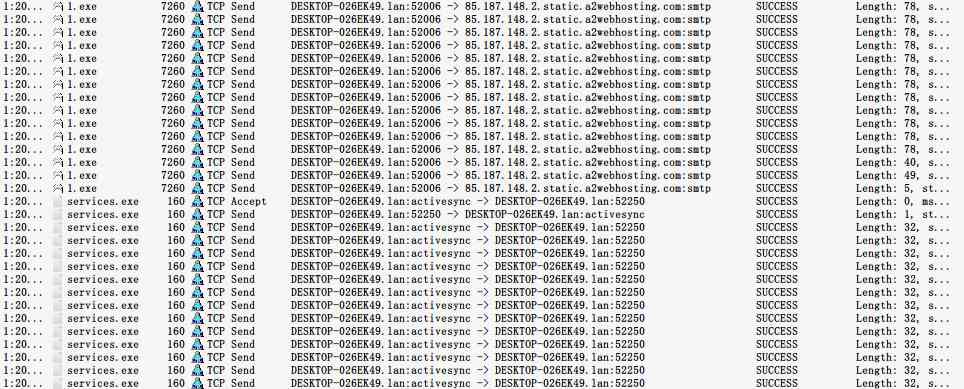 1:20... 1.exe 7260 TCP Send DESKTOP-026EK49.lan:52006 -> 85.187.148.2.static.a2webhosting.com:smtp SUCCESS Length: 78, s...
1:20... 1.exe 7260 TCP Send DESKTOP-026EK49.lan:52006 -> 85.187.148.2.static.a2webhosting.com:smtp SUCCESS Length: 78, s...
1:20... 1.exe 7260 TCP Send DESKTOP-026EK49.lan:52006 -> 85.187.148.2.static.a2webhosting.com:smtp SUCCESS Length: 78, s...
1:20... 1.exe 7260 TCP Send DESKTOP-026EK49.lan:52006 -> 85.187.148.2.static.a2webhosting.com:smtp SUCCESS Length: 78, s...
1:20... 1.exe 7260 TCP Send DESKTOP-026EK49.lan:52006 -> 85.187.148.2.static.a2webhosting.com:smtp SUCCESS Length: 78, s...
1:20... 1.exe 7260 TCP Send DESKTOP-026EK49.lan:52006 -> 85.187.148.2.static.a2webhosting.com:smtp SUCCESS Length: 78, s...
1:20... 1.exe 7260 TCP Send DESKTOP-026EK49.lan:52006 -> 85.187.148.2.static.a2webhosting.com:smtp SUCCESS Length: 78, s...
1:20... 1.exe 7260 TCP Send DESKTOP-026EK49.lan:52006 -> 85.187.148.2.static.a2webhosting.com:smtp SUCCESS Length: 78, s...
1:20... 1.exe 7260 TCP Send DESKTOP-026EK49.lan:52006 -> 85.187.148.2.static.a2webhosting.com:smtp SUCCESS Length: 78, s...
1:20... 1.exe 7260 TCP Send DESKTOP-026EK49.lan:52006 -> 85.187.148.2.static.a2webhosting.com:smtp SUCCESS Length: 78, s...
1:20... 1.exe 7260 TCP Send DESKTOP-026EK49.lan:52006 -> 85.187.148.2.static.a2webhosting.com:smtp SUCCESS Length: 78, s...
1:20... 1.exe 7260 TCP Send DESKTOP-026EK49.lan:52006 -> 85.187.148.2.static.a2webhosting.com:smtp SUCCESS Length: 78, s...
1:20... 1.exe 7260 TCP Send DESKTOP-026EK49.lan:52006 -> 85.187.148.2.static.a2webhosting.com:smtp SUCCESS Length: 40, s...
1:20... 1.exe 7260 TCP Send DESKTOP-026EK49.lan:52006 -> 85.187.148.2.static.a2webhosting.com:smtp SUCCESS Length: 49, s...
1:20... 1.exe 7260 TCP Send DESKTOP-026EK49.lan:52006 -> 85.187.148.2.static.a2webhosting.com:smtp SUCCESS Length: 5, st...
1:20... services.exe 160 TCP Accept DESKTOP-026EK49.lan:activesync -> DESKTOP-026EK49.lan:52250 SUCCESS Length: 0, ms...
1:20... services.exe 160 TCP Send DESKTOP-026EK49.lan:52250 -> DESKTOP-026EK49.lan:activesync SUCCESS Length: 1, st...
1:20... services.exe 160 TCP Send DESKTOP-026EK49.lan:activesync -> DESKTOP-026EK49.lan:52250 SUCCESS Length: 32, s...
1:20... services.exe 160 TCP Send DESKTOP-026EK49.lan:activesync -> DESKTOP-026EK49.lan:52250 SUCCESS Length: 32, s...
1:20... services.exe 160 TCP Send DESKTOP-026EK49.lan:activesync -> DESKTOP-026EK49.lan:52250 SUCCESS Length: 32, s...
1:20... services.exe 160 TCP Send DESKTOP-026EK49.lan:activesync -> DESKTOP-026EK49.lan:52250 SUCCESS Length: 32, s...
1:20... services.exe 160 TCP Send DESKTOP-026EK49.lan:activesync -> DESKTOP-026EK49.lan:52250 SUCCESS Length: 32, s...
1:20... services.exe 160 TCP Send DESKTOP-026EK49.lan:activesync -> DESKTOP-026EK49.lan:52250 SUCCESS Length: 32, s...
1:20... services.exe 160 TCP Send DESKTOP-026EK49.lan:activesync -> DESKTOP-026EK49.lan:52250 SUCCESS Length: 32, s...
1:20... services.exe 160 TCP Send DESKTOP-026EK49.lan:activesync -> DESKTOP-026EK49.lan:52250 SUCCESS Length: 32, s...
1:20... services.exe 160 TCP Send DESKTOP-026EK49.lan:activesync -> DESKTOP-026EK49.lan:52250 SUCCESS Length: 32, s...
1:20... services.exe 160 TCP Send DESKTOP-026EK49.lan:activesync -> DESKTOP-026EK49.lan:52250 SUCCESS Length: 32, s...
1:20... services.exe 160 TCP Send DESKTOP-026EK49.lan:activesync -> DESKTOP-026EK49.lan:52250 SUCCESS Length: 32, s...
1:20... services.exe 160 TCP Send DESKTOP-026EK49.lan:activesync -> DESKTOP-026EK49.lan:52250 SUCCESS Length: 32, s...
1:20... services.exe 160 TCP Send DESKTOP-026EK49.lan:activesync -> DESKTOP-026EK49.lan:52250 SUCCESS Length: 32, s...